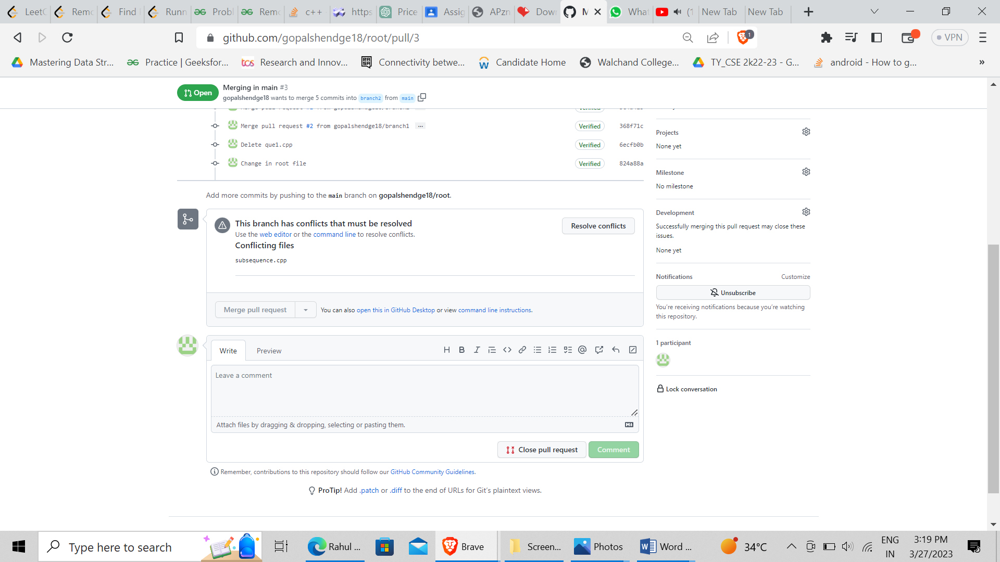 LeetC
Remo
Find
Runn
Probl
Remo
c++
https
Price
Assig
APzn
Dow
M
What
(1
New Tab
New Tab
github.com/gopalshendge18/root/pull/3
1
VPN
Mastering Data Str...
Practice | Geeksfor...
tcs Research and Innov...
Connectivity betwe...
Candidate Home
Walchand College...
TY_CSE 2k22-23 - G...
android - How to g...
»
Open
Merging in main #3
gopalshendge18 wants to merge 5 commits into branch2 from main
Merge pull request #2 from gopalshendge18/branch1 ... Verified 368f71c
Delete que1.cpp Verified 6ecfb0b
Change in root file Verified 824a88a
Add more commits by pushing to the main branch on gopalshendge18/root.
This branch has conflicts that must be resolved
Use the web editor or the command line to resolve conflicts.
Resolve conflicts
Conflicting files
subsequence.cpp
Merge pull request
You can also open this in GitHub Desktop or view command line instructions.
Write
Preview
Leave a comment
Attach files by dragging & dropping, selecting or pasting them.
Close pull request
Comment
Remember, contributions to this repository should follow our GitHub Community Guidelines.
ProTip! Add .patch or .diff to the end of URLs for Git's plaintext views.
Projects
None yet
Milestone
No milestone
Development
Successfully merging this pull request may close these
issues.
None yet
Notifications Customize
Unsubscribe
You're receiving notifications because you're watching
this repository.
1 participant
Lock conversation
Type here to search
Rahul ...
Brave
Screen...
Photos
Word ...
34°C
ENG
IN
3:19 PM
3/27/2023